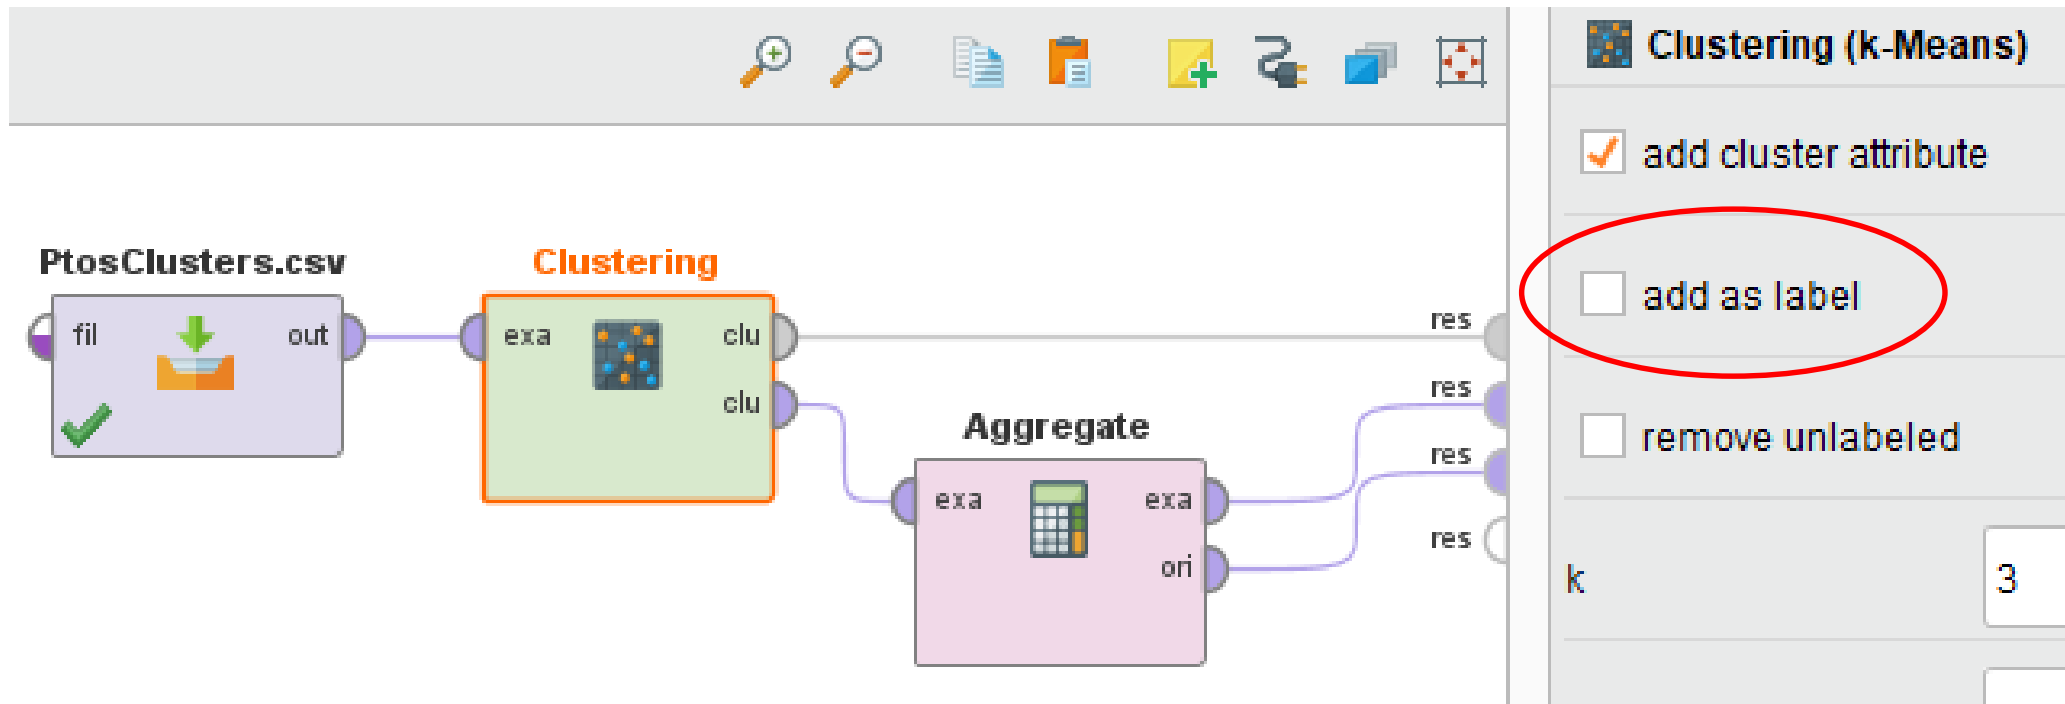 PtosClusters.csv
fil
out
Clustering
exa
clu
clu
Aggregate
exa
exa
ori
res
res
res
res
Clustering (k-Means)
add cluster attribute
add as label
remove unlabeled
k
3